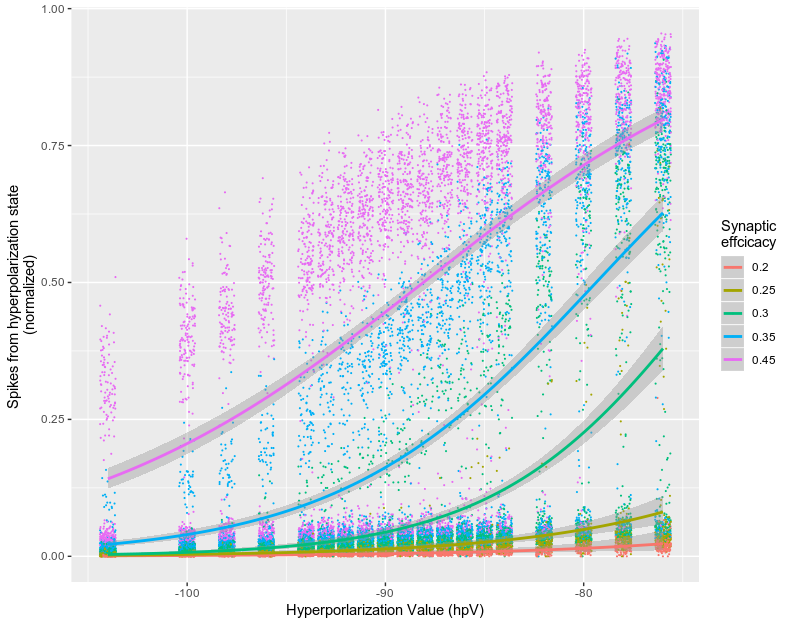 1.00
0.75
0.50
0.25
0.00
Spikes from hyperpolarization state
(normalized)
-100
-90
-80
Hyperporlarization Value (hpV)
Synaptic
effcicacy
0.2
0.25
0.3
0.35
0.45